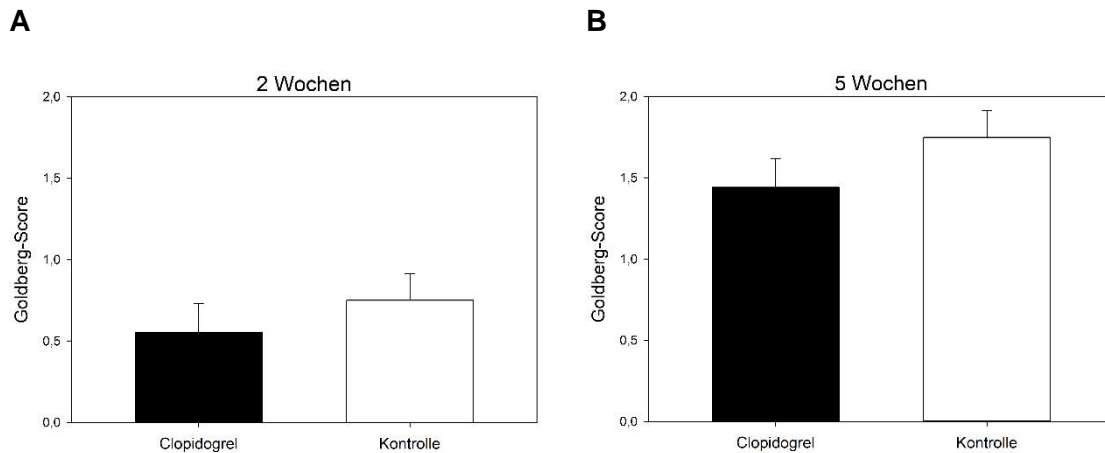 A
2 Wochen
Goldberg-Score
2,0
1,5
1,0
0,5
0,0
Clopidogrel Kontrolle
B
5 Wochen
Goldberg-Score
2,0
1,5
1,0
0,5
0,0
Clopidogrel Kontrolle